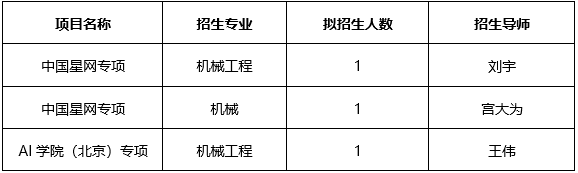 项目名称 招生专业 拟招生人数 招生导师
中国星网专项 机械工程 1 刘宇
中国星网专项 机械 1 宫大为
AI 学院（北京）专项 机械工程 1 王伟